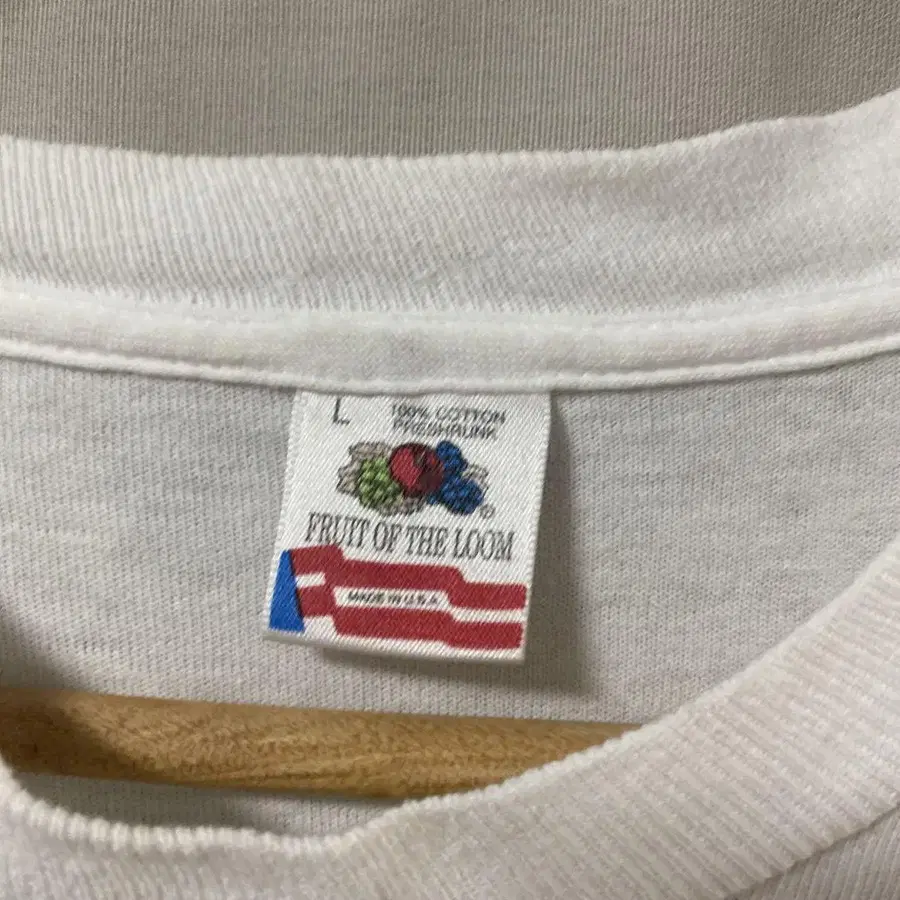 L 100% COTTON
PRESHRUNK
®
FRUIT OF THE LOOM
MADE IN U.S.A.